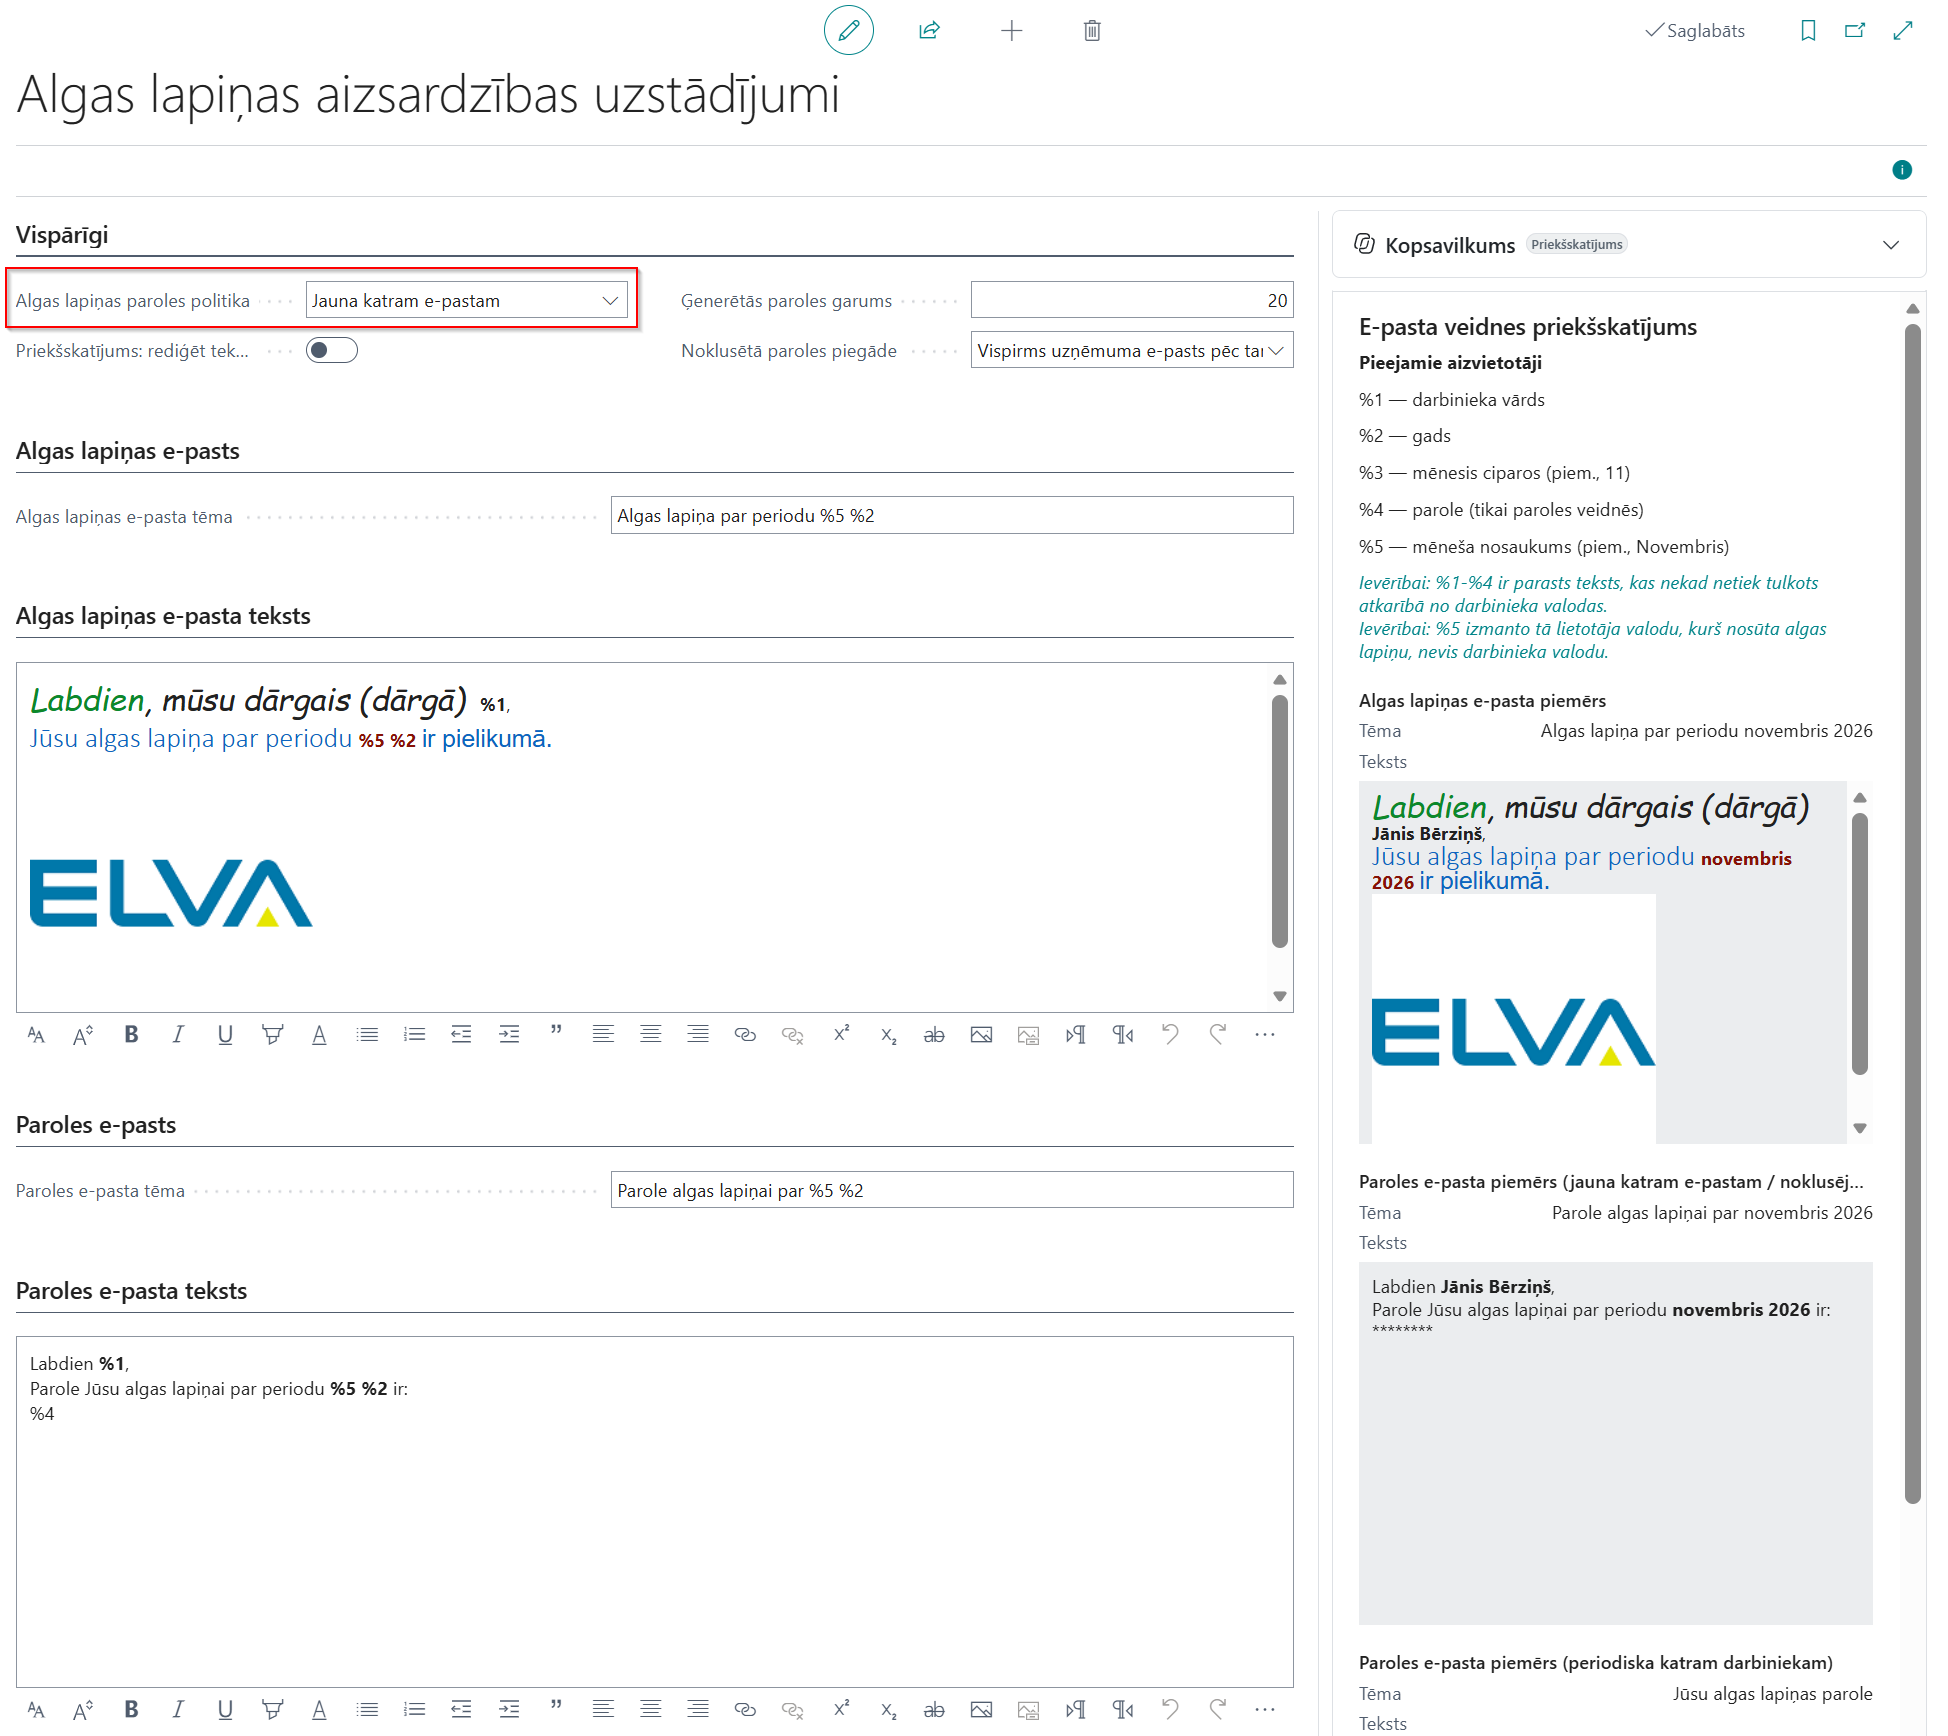 Saglabāts
Algas lapiņas aizsardzības uzstādījumi
Vispārīgi
Algas lapiņas paroles politika
Jauna katram e-pastam
Ģenerētās paroles garums
20
Priekšskatījums: rediģēt tek...
Noklusētā paroles piegāde
Vispirms uzņēmuma e-pasts pēc tai
Algas lapiņas e-pasts
Algas lapiņas e-pasta tēma
Algas lapiņa par periodu %5 %2
Algas lapiņas e-pasta teksts
Labdien, mūsu dārgais (dārgā) %1,
Jūsu algas lapiņa par periodu %5 %2 ir pielikumā.
ELVA
Paroles e-pasts
Paroles e-pasta tēma
Parole algas lapiņai par %5 %2
Paroles e-pasta teksts
Labdien %1,
Parole Jūsu algas lapiņai par periodu %5 %2 ir:
%4
Kopsavilkums Priekšskatījums
E-pasta veidnes priekšskatījums
Pieejamie aizvietotāji
%1 — darbinieka vārds
%2 — gads
%3 — mēnesis ciparos (piem., 11)
%4 — parole (tikai paroles veidnēs)
%5 — mēneša nosaukums (piem., Novembris)
Ievērībai: %1-%4 ir parasts teksts, kas nekad netiek tulkots
atkarībā no darbinieka valodas.
Ievērībai: %5 izmanto tā lietotāja valodu, kurš nosūta algas
lapiņu, nevis darbinieka valodu.
Algas lapiņas e-pasta piemērs
Tēma
Algas lapiņa par periodu novembris 2026
Teksts
Labdien, mūsu dārgais (dārgā)
Jānis Bērziņš,
Jūsu algas lapiņa par periodu novembris
2026 ir pielikumā.
ELVA
Paroles e-pasta piemērs (jauna katram e-pastam / noklusēj...
Tēma
Parole algas lapiņai par novembris 2026
Teksts
Labdien Jānis Bērziņš,
Parole Jūsu algas lapiņai par periodu novembris 2026 ir:
********
Paroles e-pasta piemērs (periodiska katram darbiniekam)
Tēma
Jūsu algas lapiņas parole
Teksts